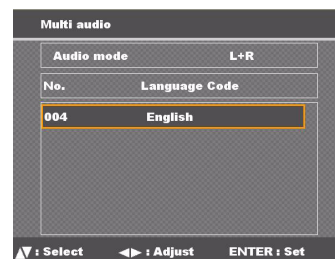 Multi audio
Audio mode L+R
No. Language Code
004 English
▲▼ : Select ◀▶ : Adjust ENTER : Set